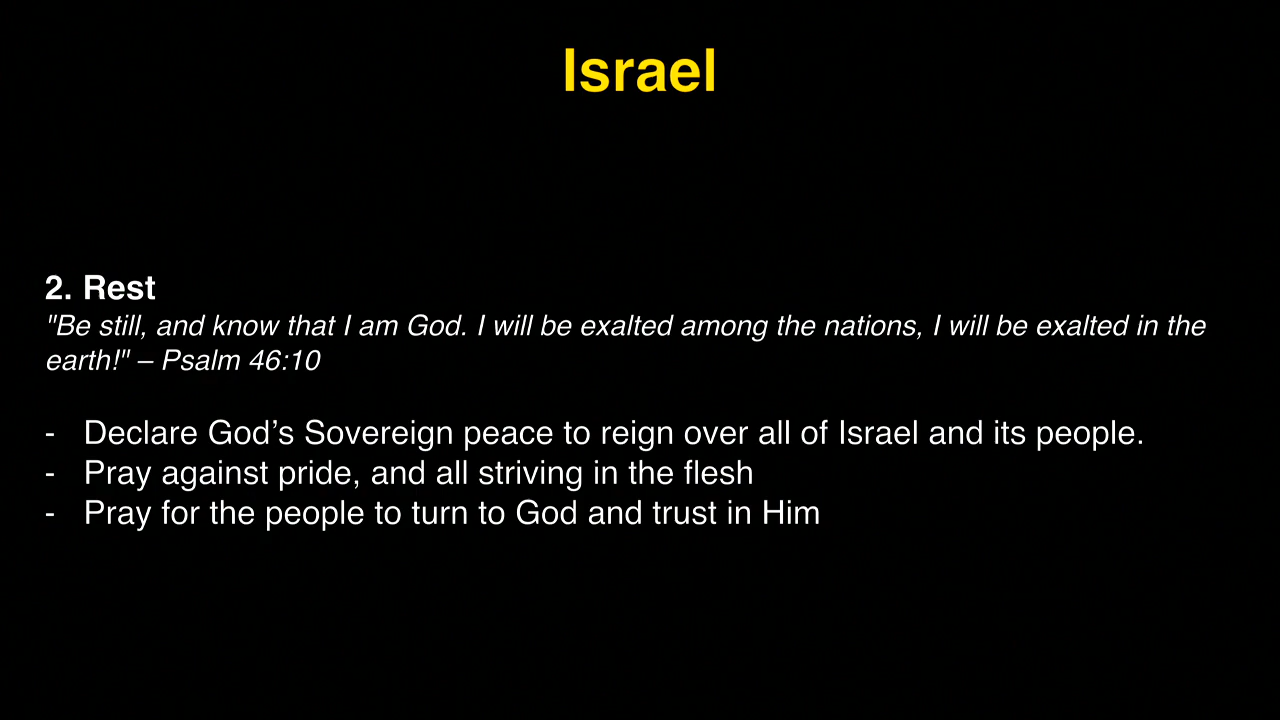 Israel
2. Rest
"Be still, and know that I am God. I will be exalted among the nations, I will be exalted in the
earth!" – Psalm 46:10
- Declare God’s Sovereign peace to reign over all of Israel and its people.
- Pray against pride, and all striving in the flesh
- Pray for the people to turn to God and trust in Him